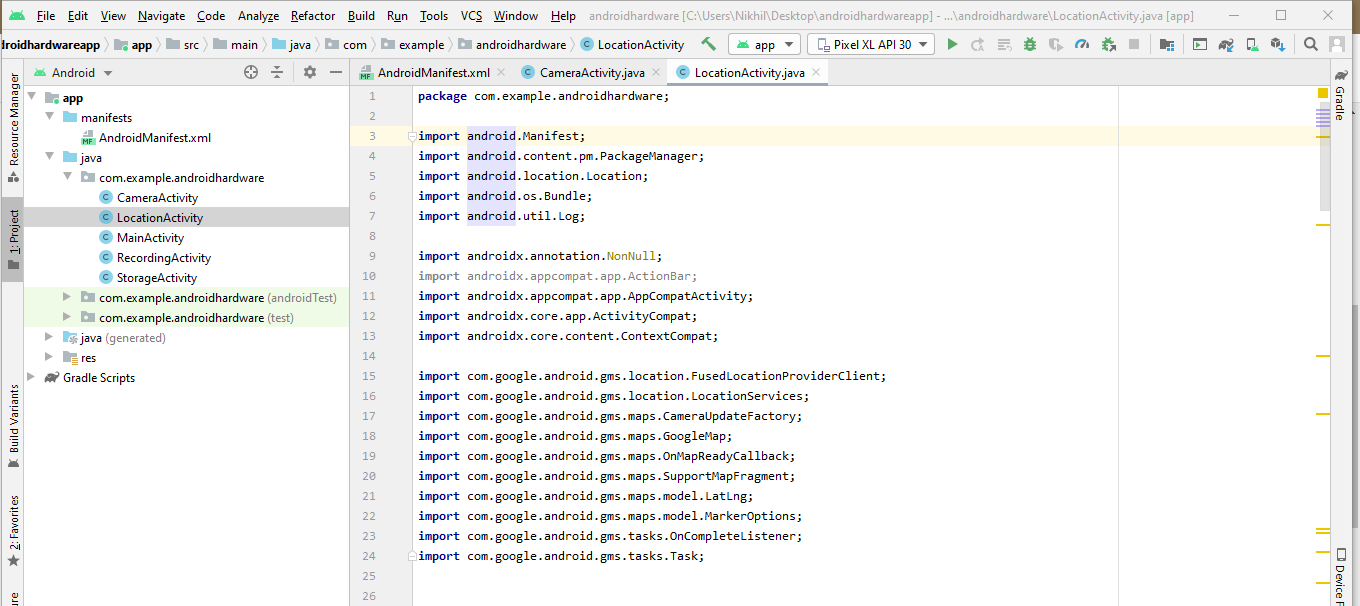 File Edit View Navigate Code Analyze Refactor Build Run Tools VCS Window Help androidhardware [C:\Users\Nikhil\Desktop\androidhardwareapp] - ...\androidhardware\LocationActivity.java [app]
droidhardwareapp app src main java com example androidhardware LocationActivity app Pixel XL API 30
Android
AndroidManifest.xml CameraActivity.java LocationActivity.java
Resource Manager
1: Project
Build Variants
2: Favorites
app
manifests
AndroidManifest.xml
java
com.example.androidhardware
CameraActivity
LocationActivity
MainActivity
RecordingActivity
StorageActivity
com.example.androidhardware (androidTest)
com.example.androidhardware (test)
java (generated)
res
Gradle Scripts
1 package com.example.androidhardware;
2
3 import android.Manifest;
4 import android.content.pm.PackageManager;
5 import android.location.Location;
6 import android.os.Bundle;
7 import android.util.Log;
8
9 import androidx.annotation.NonNull;
10 import androidx.appcompat.app.ActionBar;
11 import androidx.appcompat.app.AppCompatActivity;
12 import androidx.core.app.ActivityCompat;
13 import androidx.core.content.ContextCompat;
14
15 import com.google.android.gms.location.FusedLocationProviderClient;
16 import com.google.android.gms.location.LocationServices;
17 import com.google.android.gms.maps.CameraUpdateFactory;
18 import com.google.android.gms.maps.GoogleMap;
19 import com.google.android.gms.maps.OnMapReadyCallback;
20 import com.google.android.gms.maps.SupportMapFragment;
21 import com.google.android.gms.maps.model.LatLng;
22 import com.google.android.gms.maps.model.MarkerOptions;
23 import com.google.android.gms.tasks.OnCompleteListener;
24 import com.google.android.gms.tasks.Task;
25
26
Gradle
Device F